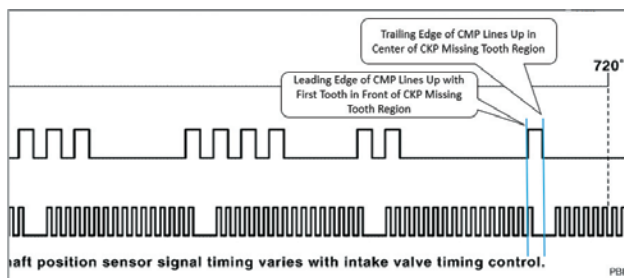 Trailing Edge of CMP Lines Up in
Center of CKP Missing Tooth Region
720°
Leading Edge of CMP Lines Up with
First Tooth in Front of CKP Missing
Tooth Region
haft position sensor signal timing varies with intake valve timing control.